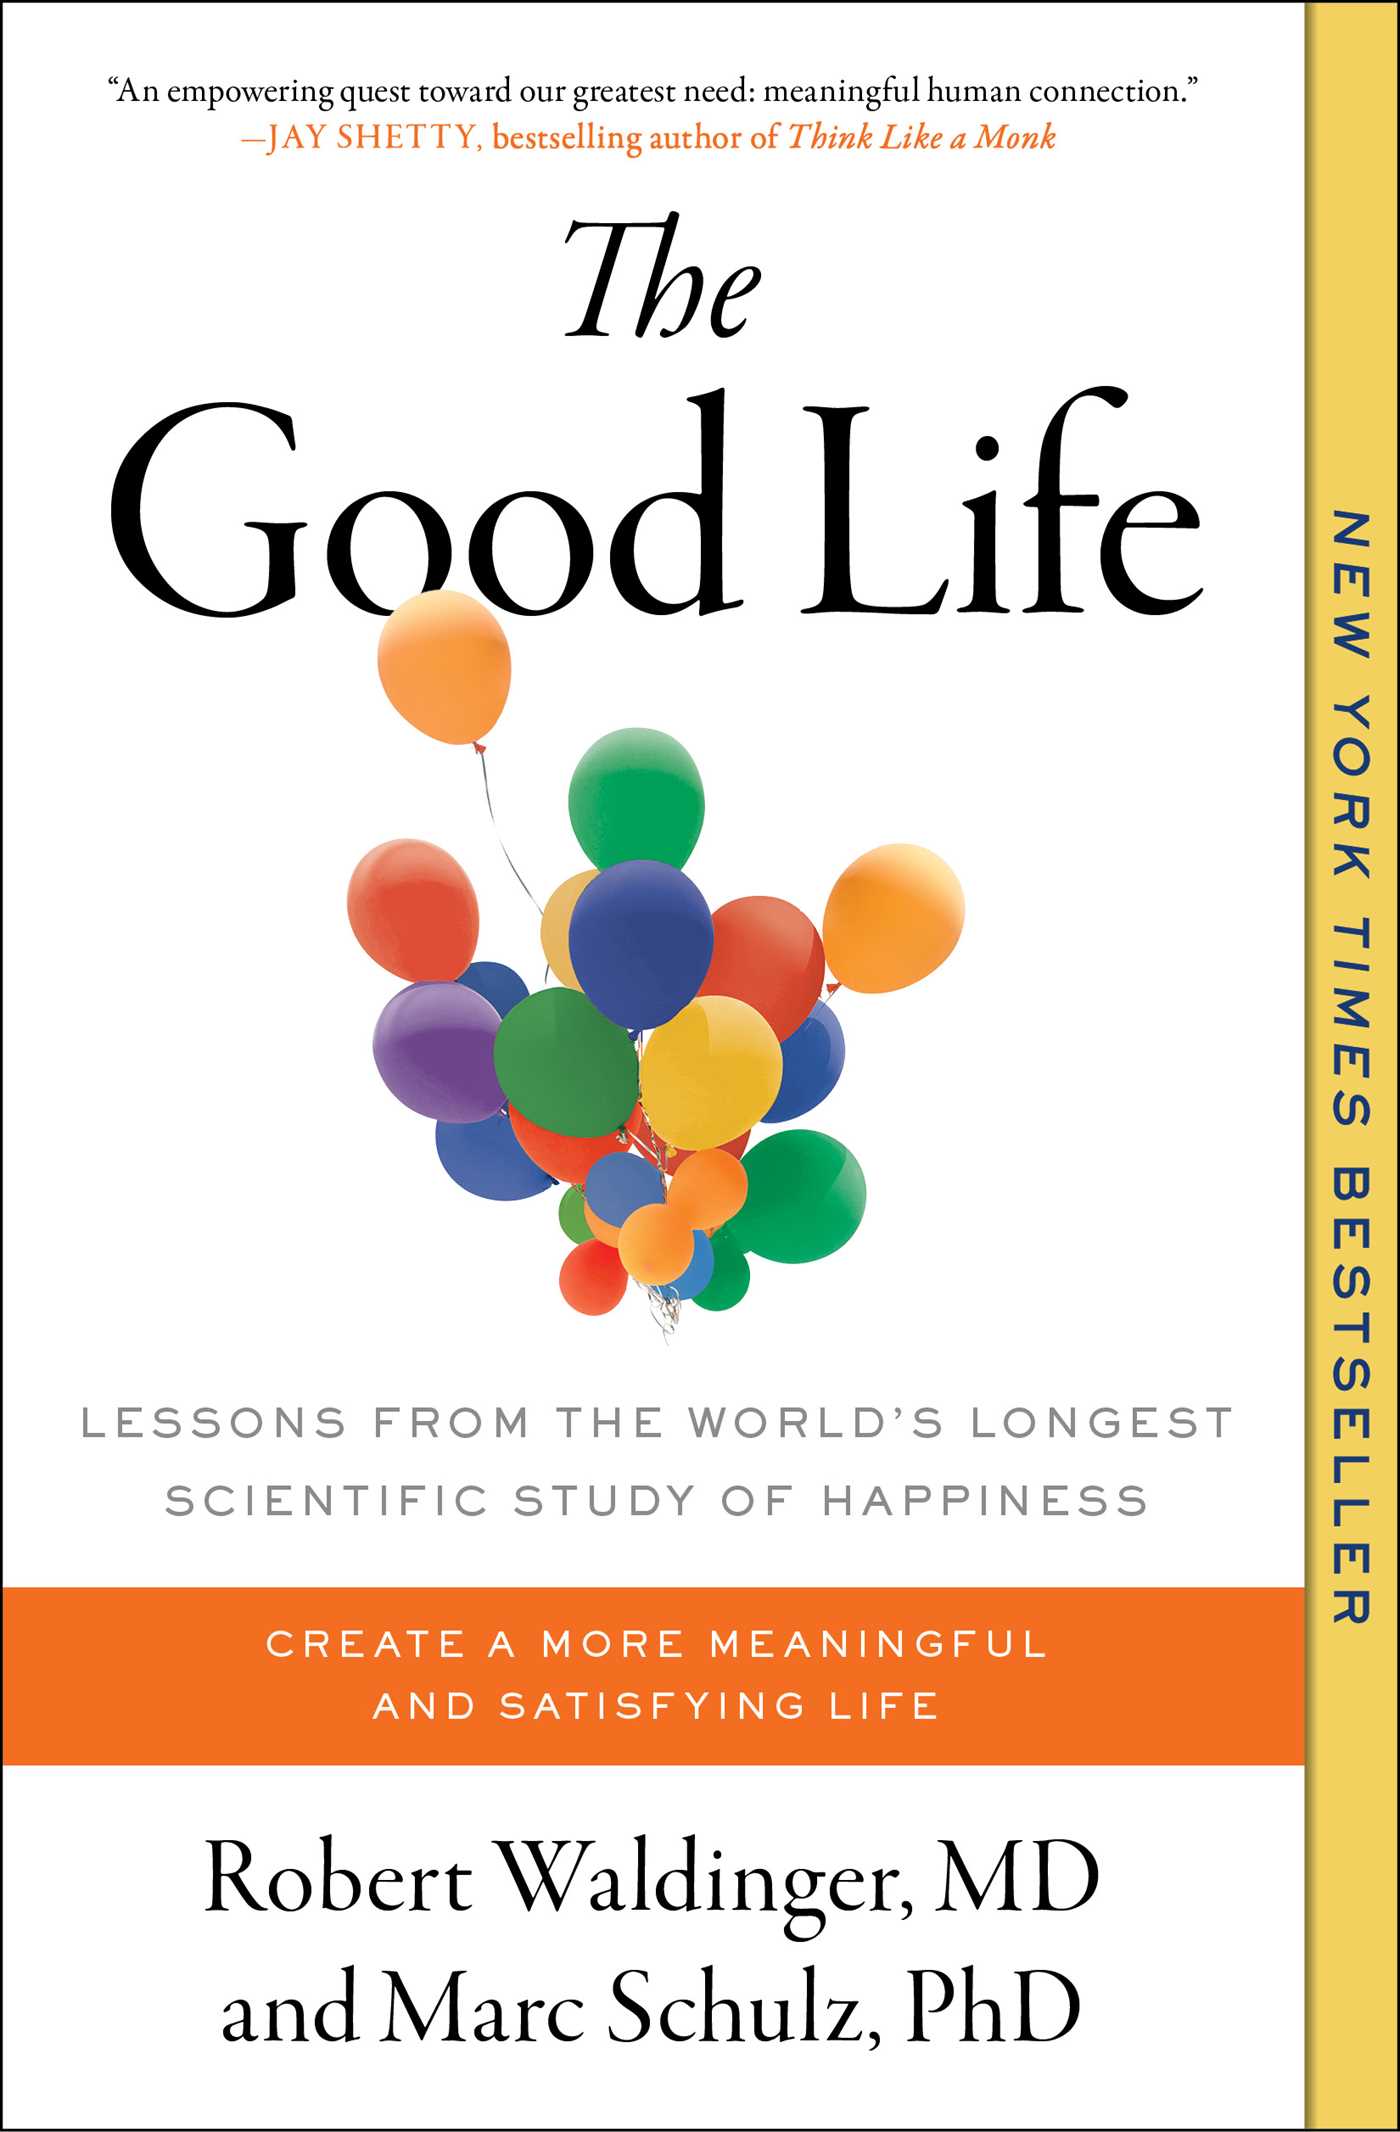 “An empowering quest toward our greatest need: meaningful human connection.”
—JAY SHETTY, bestselling author of Think Like a Monk
The
Good Life
LESSONS FROM THE WORLD’S LONGEST
SCIENTIFIC STUDY OF HAPPINESS
CREATE A MORE MEANINGFUL
AND SATISFYING LIFE
Robert Waldinger, MD
and Marc Schulz, PhD
NEW YORK TIMES BESTSELLER